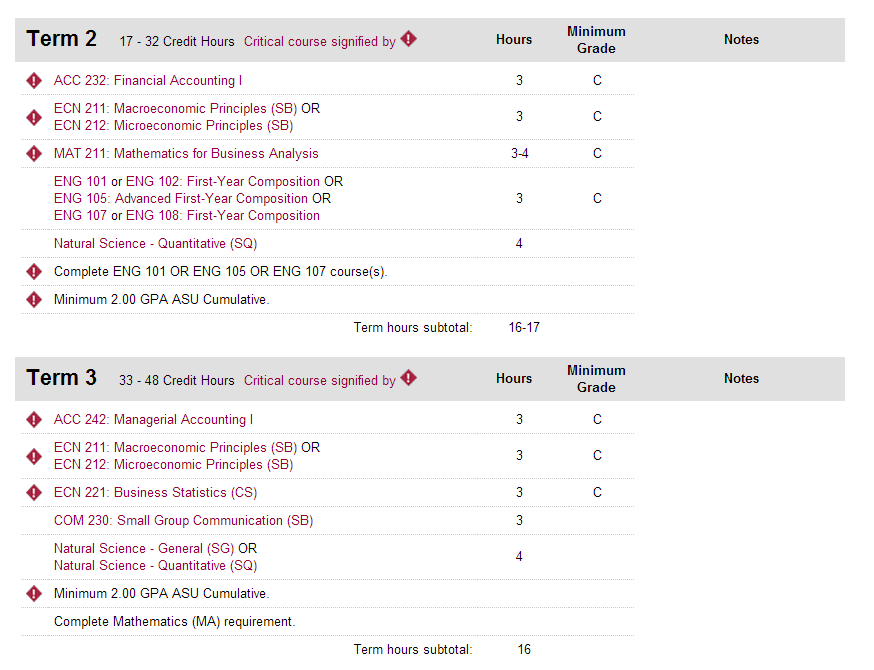 Term 2 17 - 32 Credit Hours Critical course signified by Hours Minimum Grade Notes
ACC 232: Financial Accounting I 3 C
ECN 211: Macroeconomic Principles (SB) OR
ECN 212: Microeconomic Principles (SB) 3 C
MAT 211: Mathematics for Business Analysis 3-4 C
ENG 101 or ENG 102: First-Year Composition OR
ENG 105: Advanced First-Year Composition OR 3 C
ENG 107 or ENG 108: First-Year Composition
Natural Science - Quantitative (SQ) 4
Complete ENG 101 OR ENG 105 OR ENG 107 course(s).
Minimum 2.00 GPA ASU Cumulative.
Term hours subtotal: 16-17
Term 3 33 - 48 Credit Hours Critical course signified by Hours Minimum Grade Notes
ACC 242: Managerial Accounting I 3 C
ECN 211: Macroeconomic Principles (SB) OR
ECN 212: Microeconomic Principles (SB) 3 C
ECN 221: Business Statistics (CS) 3 C
COM 230: Small Group Communication (SB) 3
Natural Science - General (SG) OR
Natural Science - Quantitative (SQ) 4
Minimum 2.00 GPA ASU Cumulative.
Complete Mathematics (MA) requirement.
Term hours subtotal: 16